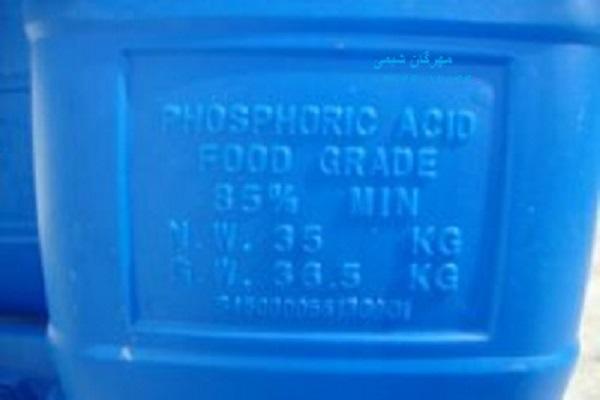 مهرگان شیمی
PHOSPHORIC ACID
FOOD GRADE
85% MIN
N.W. 35 KG
G.W. 36.5 KG